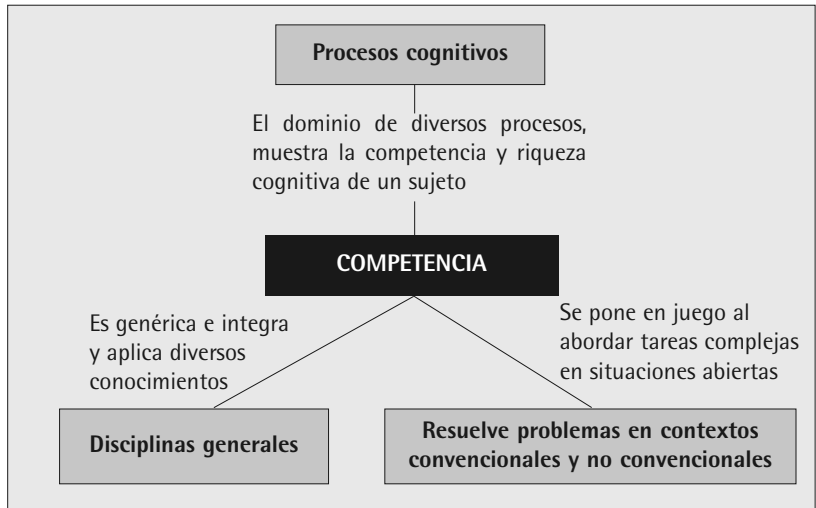 Procesos cognitivos
El dominio de diversos procesos,
muestra la competencia y riqueza
cognitiva de un sujeto
COMPETENCIA
Es genérica e integra
y aplica diversos
conocimientos
Se pone en juego al
abordar tareas complejas
en situaciones abiertas
Disciplinas generales
Resuelve problemas en contextos
convencionales y no convencionales